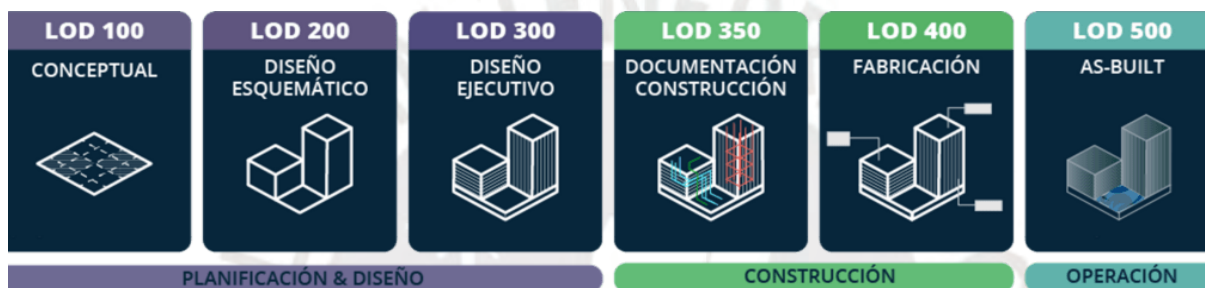 LOD 100
CONCEPTUAL
LOD 200
DISEÑO
ESQUEMÁTICO
LOD 300
DISEÑO
EJECUTIVO
LOD 350
DOCUMENTACIÓN
CONSTRUCCIÓN
LOD 400
FABRICACIÓN
LOD 500
AS-BUILT
PLANIFICACIÓN & DISEÑO
CONSTRUCCIÓN
OPERACIÓN